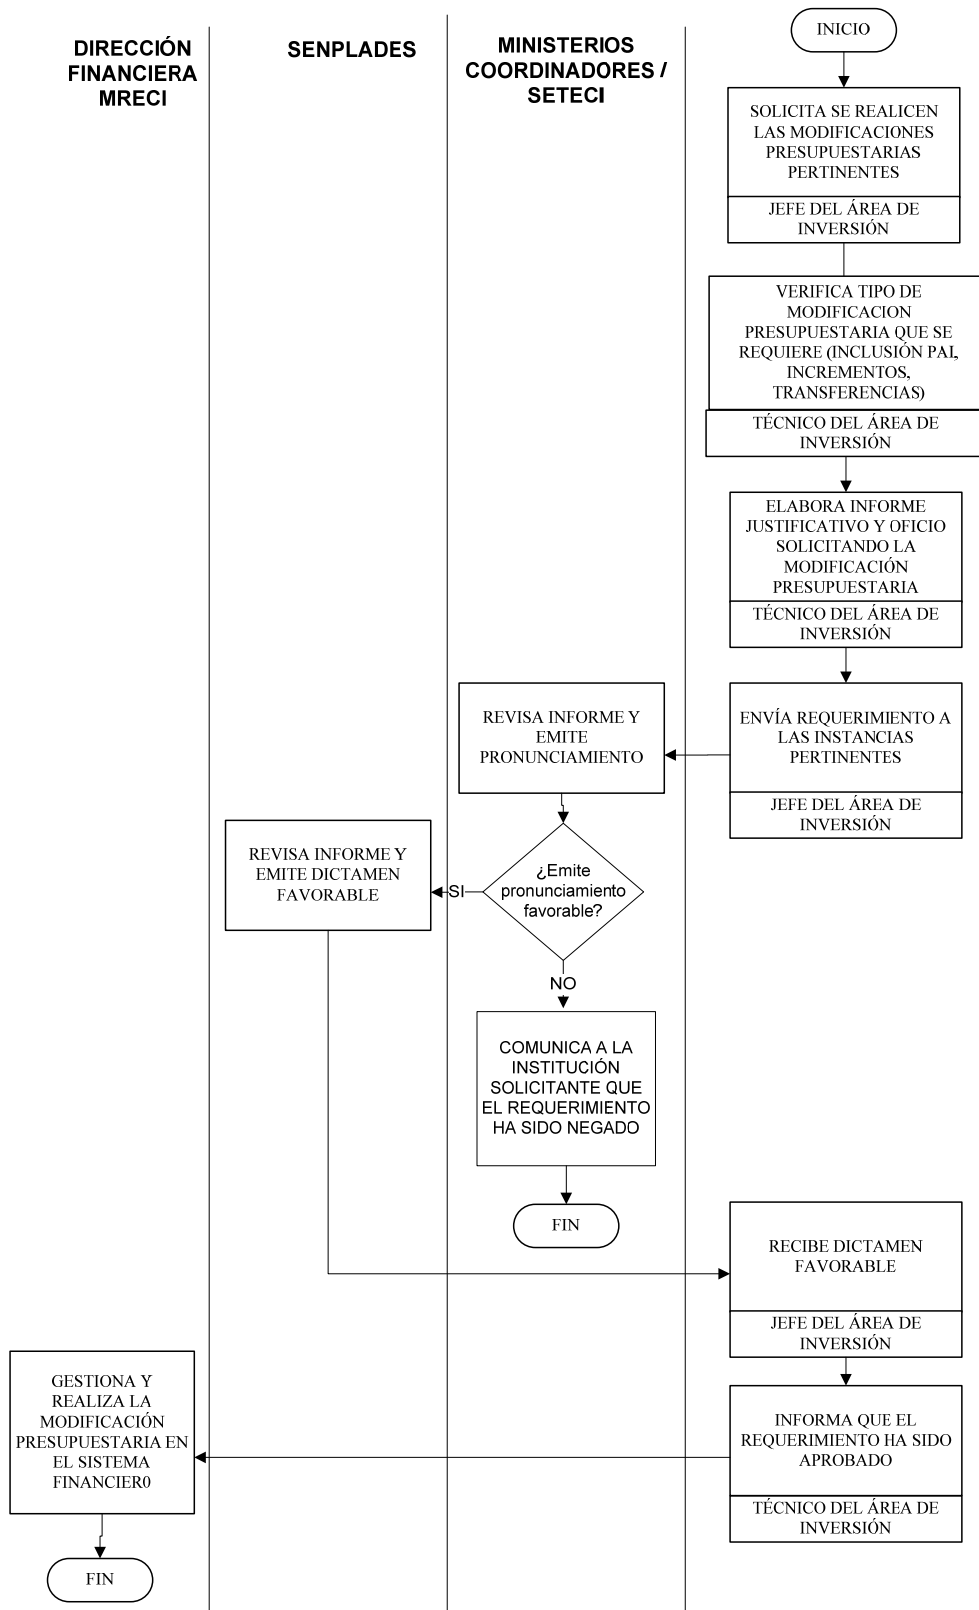 DIRECCIÓN
FINANCIERA
MRECI
SENPLADES
MINISTERIOS
COORDINADORES /
SETECI
INICIO
SOLICITA SE REALICEN
LAS MODIFICACIONES
PRESUPUESTARIAS
PERTINENTES
JEFE DEL ÁREA DE
INVERSIÓN
VERIFICA TIPO DE
MODIFICACION
PRESUPUESTARIA QUE SE
REQUIERE (INCLUSIÓN PAI,
INCREMENTOS,
TRANSFERENCIAS)
TÉCNICO DEL ÁREA DE
INVERSIÓN
ELABORA INFORME
JUSTIFICATIVO Y OFICIO
SOLICITANDO LA
MODIFICACIÓN
PRESUPUESTARIA
TÉCNICO DEL ÁREA DE
INVERSIÓN
ENVÍA REQUERIMIENTO A
LAS INSTANCIAS
PERTINENTES
JEFE DEL ÁREA DE
INVERSIÓN
REVISA INFORME Y
EMITE
PRONUNCIAMIENTO
¿Emite
pronunciamiento
favorable?
SI
REVISA INFORME Y
EMITE DICTAMEN
FAVORABLE
NO
COMUNICA A LA
INSTITUCIÓN
SOLICITANTE QUE
EL REQUERIMIENTO
HA SIDO NEGADO
FIN
RECIBE DICTAMEN
FAVORABLE
JEFE DEL ÁREA DE
INVERSIÓN
INFORMA QUE EL
REQUERIMIENTO HA SIDO
APROBADO
TÉCNICO DEL ÁREA DE
INVERSIÓN
GESTIONA Y
REALIZA LA
MODIFICACIÓN
PRESUPUESTARIA EN
EL SISTEMA
FINANCIER0
FIN